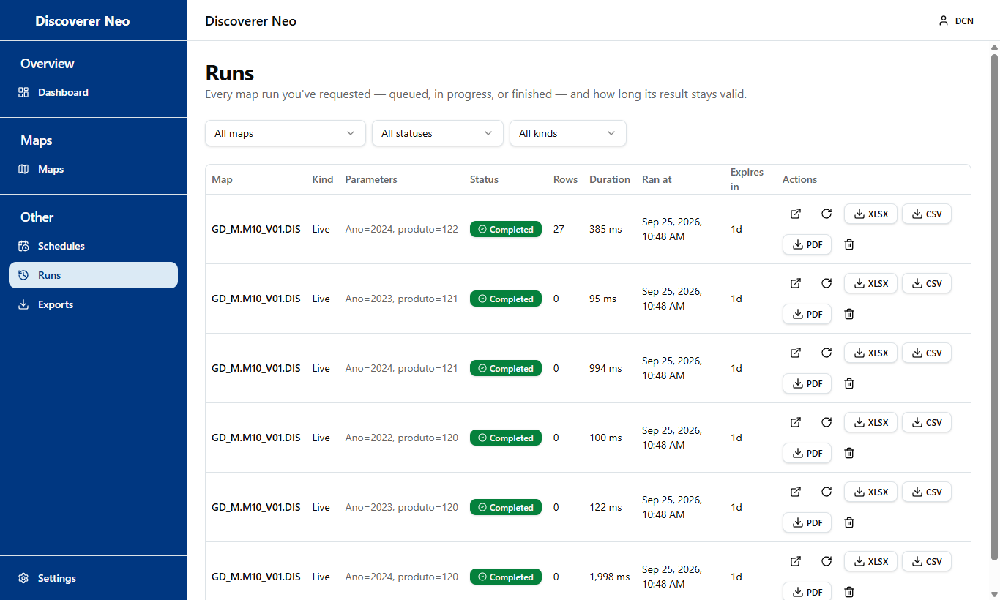 Discoverer Neo
Discoverer Neo
DCN
Overview
Dashboard
Maps
Maps
Other
Schedules
Runs
Exports
Settings
Runs
Every map run you've requested — queued, in progress, or finished — and how long its result stays valid.
All maps
All statuses
All kinds
Map Kind Parameters Status Rows Duration Ran at Expires in Actions
GD_M.M10_V01.DIS Live Ano=2024, produto=122 Completed 27 385 ms Sep 25, 2026, 10:48 AM 1d XLSX CSV
PDF
GD_M.M10_V01.DIS Live Ano=2023, produto=121 Completed 0 95 ms Sep 25, 2026, 10:48 AM 1d XLSX CSV
PDF
GD_M.M10_V01.DIS Live Ano=2024, produto=121 Completed 0 994 ms Sep 25, 2026, 10:48 AM 1d XLSX CSV
PDF
GD_M.M10_V01.DIS Live Ano=2022, produto=120 Completed 0 100 ms Sep 25, 2026, 10:48 AM 1d XLSX CSV
PDF
GD_M.M10_V01.DIS Live Ano=2023, produto=120 Completed 0 122 ms Sep 25, 2026, 10:48 AM 1d XLSX CSV
PDF
GD_M.M10_V01.DIS Live Ano=2024, produto=120 Completed 0 1,998 ms Sep 25, 2026, 10:48 AM 1d XLSX CSV
PDF